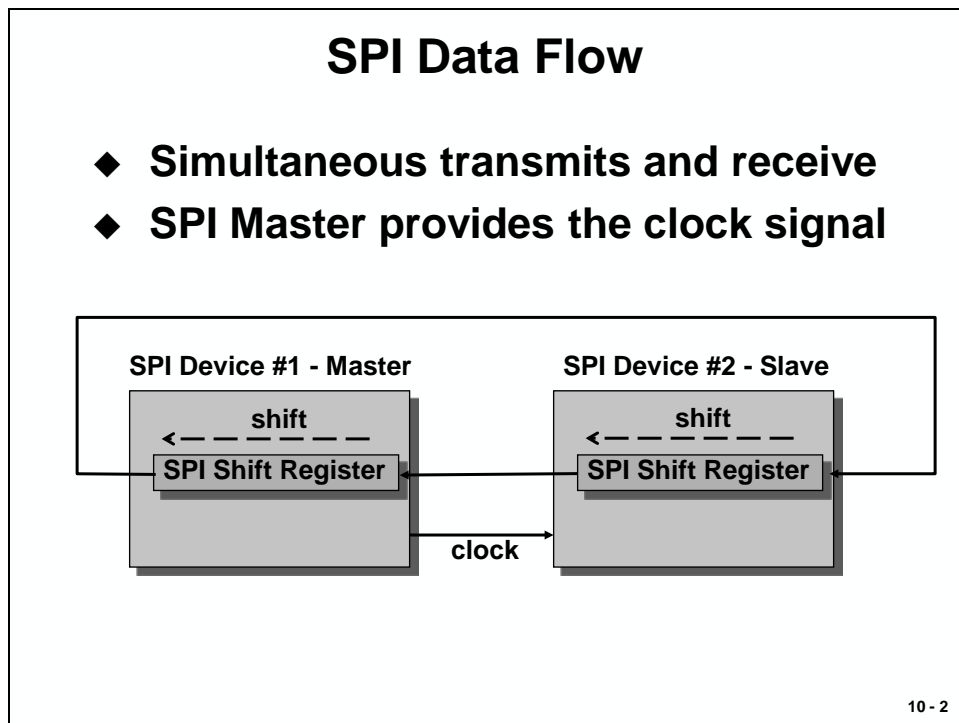 SPI Data Flow
◆ Simultaneous transmits and receive
◆ SPI Master provides the clock signal
SPI Device #1 - Master
SPI Device #2 - Slave
shift
shift
SPI Shift Register
SPI Shift Register
clock
10 - 2